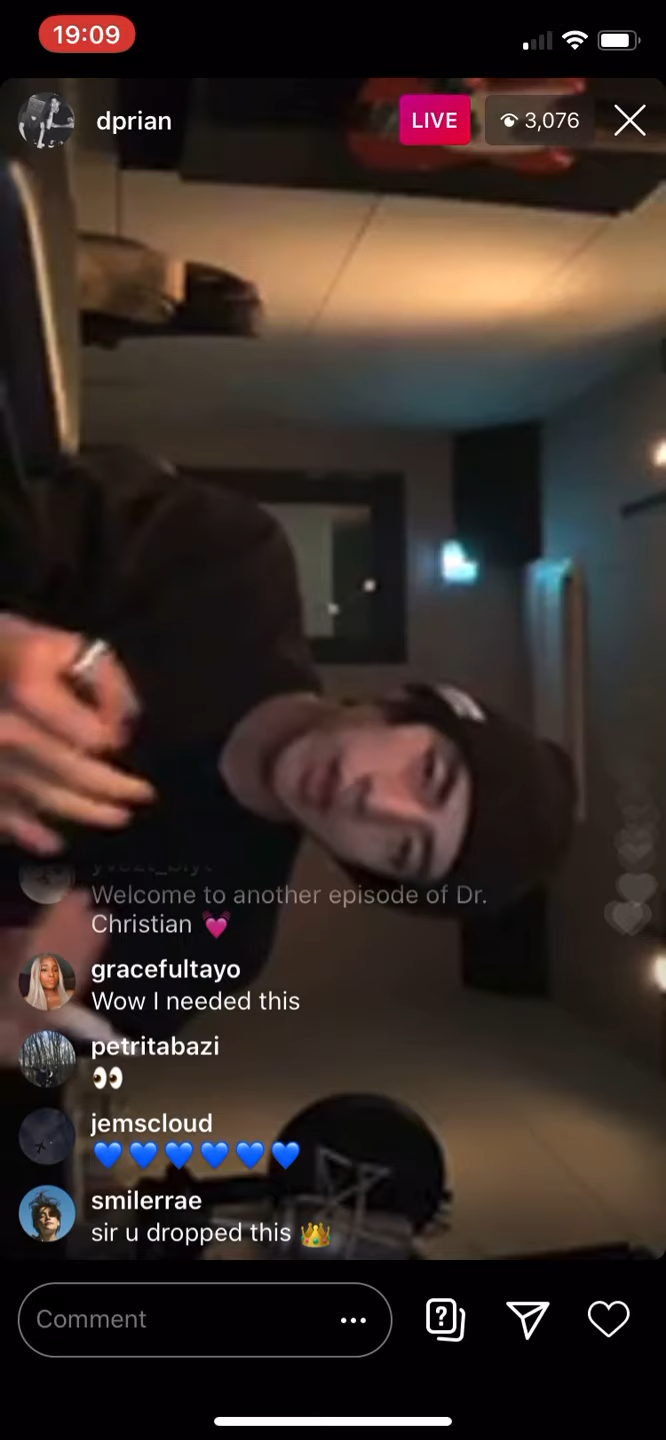 19:09
dprian
LIVE
3,076
Welcome to another episode of Dr.
Christian 💓
gracefultayo
Wow I needed this
petritabazi
👀
jemscloud
💙💙💙💙💙💙
smilerrae
sir u dropped this 👑
Comment